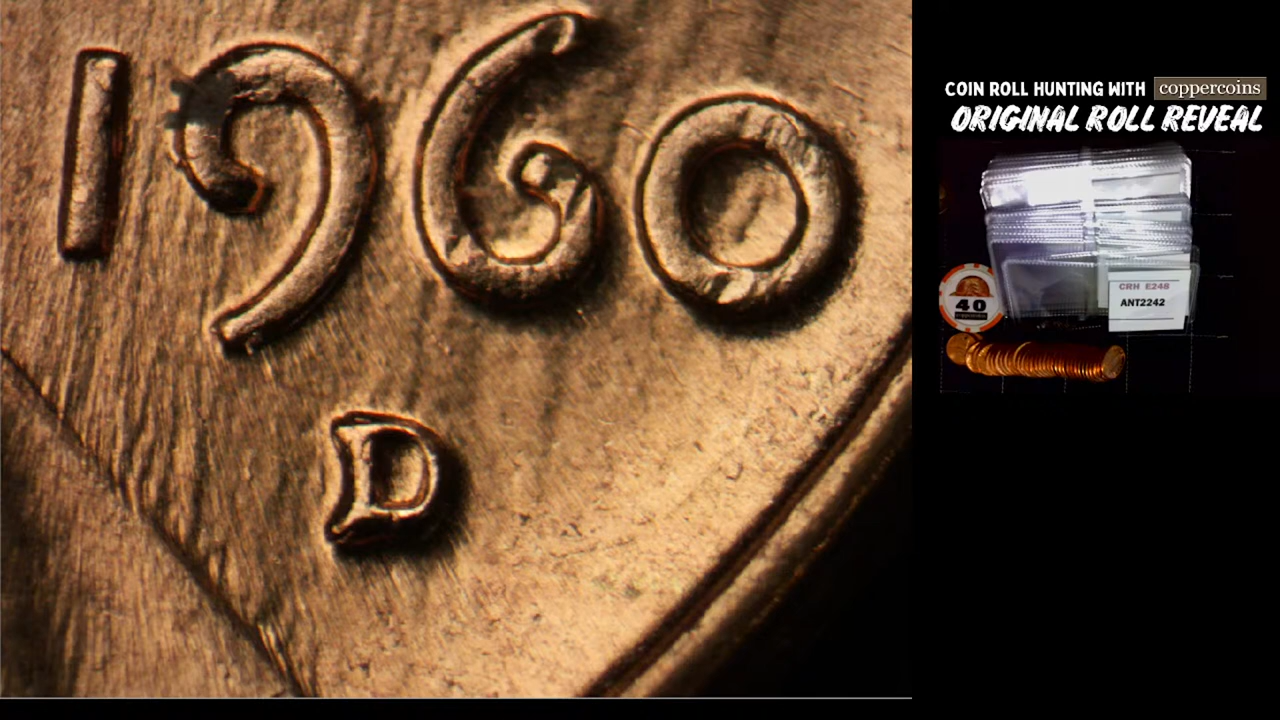 1960
D
COIN ROLL HUNTING WITH coppercoins
ORIGINAL ROLL REVEAL
CRH E248
ANT2242
40